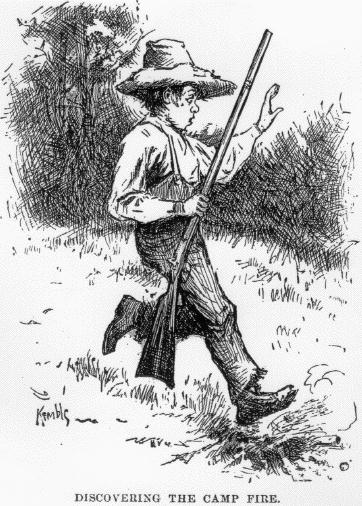 Kemble
DISCOVERING THE CAMP FIRE.